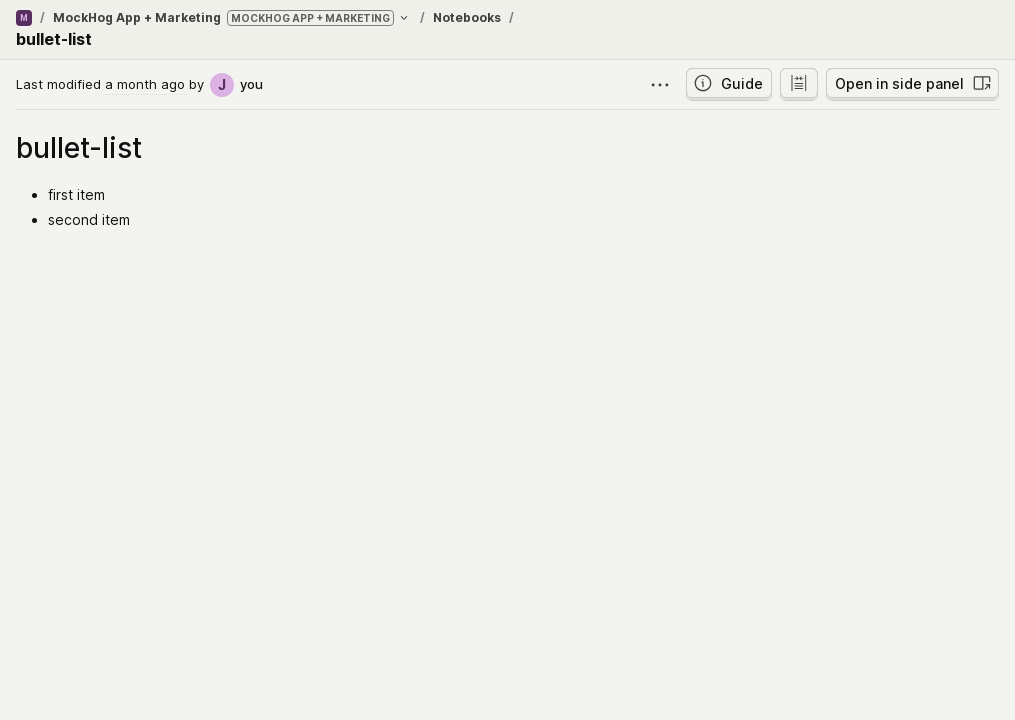 M / MockHog App + Marketing MOCKHOG APP + MARKETING / Notebooks /
bullet-list
Last modified a month ago by J you
Guide
Open in side panel
bullet-list
• first item
• second item